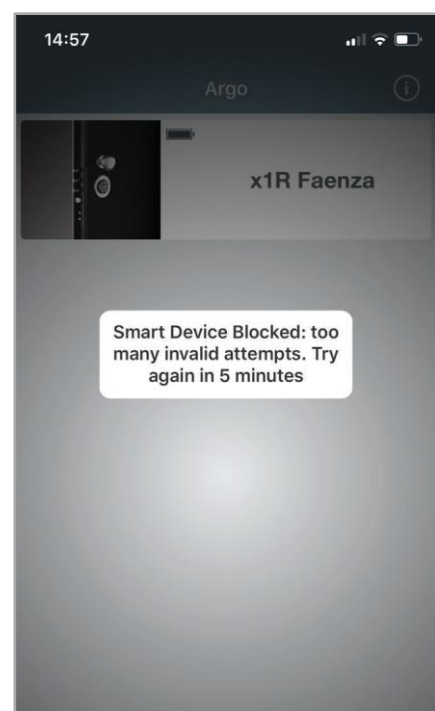 14:57
Argo
x1R Faenza
Smart Device Blocked: too
many invalid attempts. Try
again in 5 minutes